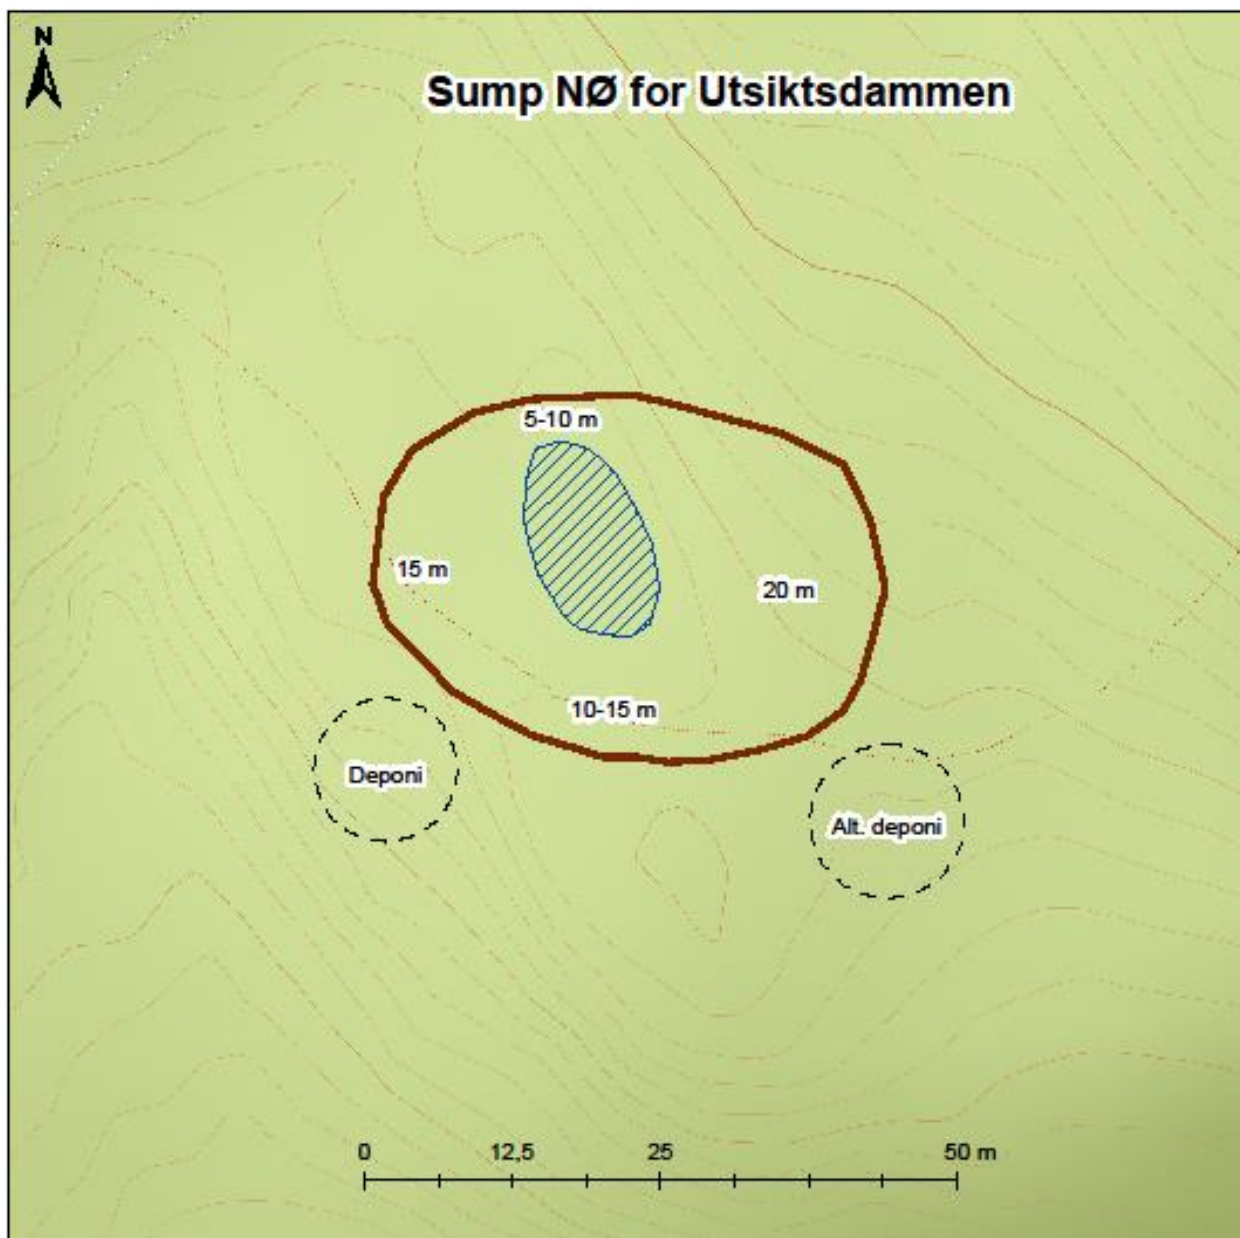 N
Sump NØ for Utsiktsdammen
5-10 m
15 m
20 m
10-15 m
Deponi
Alt. deponi
0 12,5 25 50 m